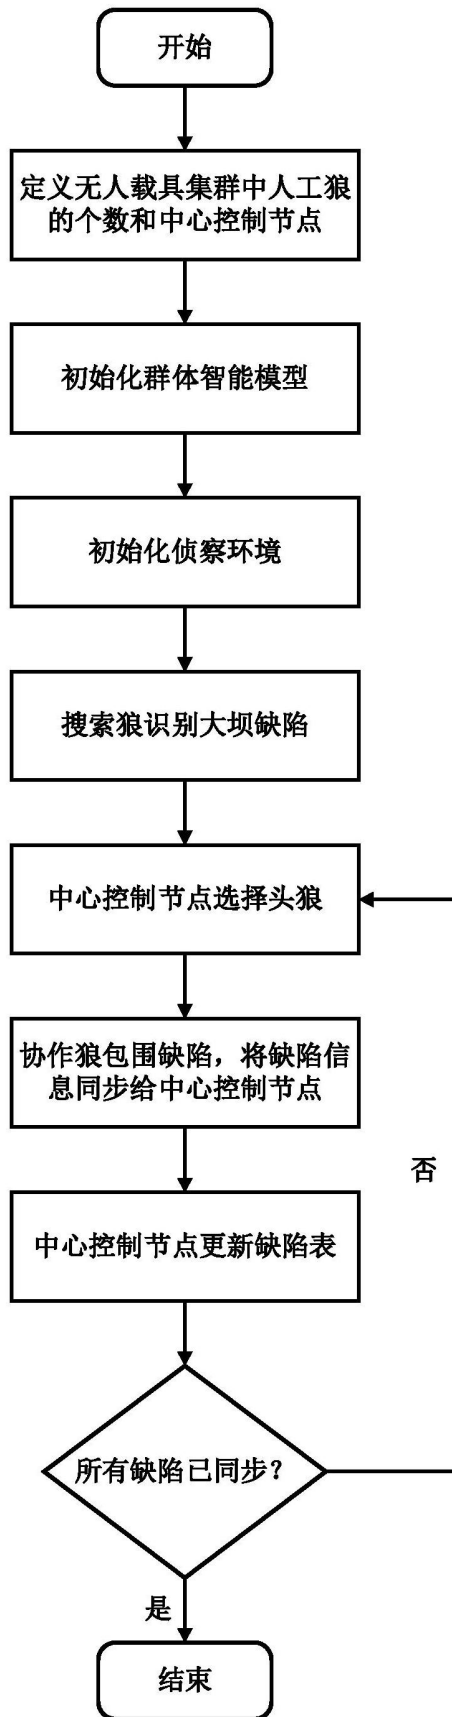 开始
定义无人载具集群中人工狼
的个数和中心控制节点
初始化群体智能模型
初始化侦察环境
搜索狼识别大坝缺陷
中心控制节点选择头狼
协作狼包围缺陷，将缺陷信
息同步给中心控制节点
否
中心控制节点更新缺陷表
所有缺陷已同步？
是
结束